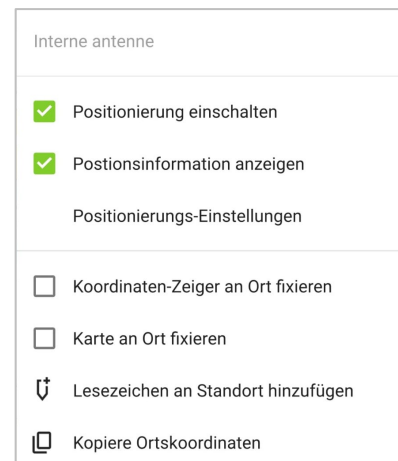 Interne antenne
Positionierung einschalten
Postionsinformation anzeigen
Positionierungs-Einstellungen
Koordinaten-Zeiger an Ort fixieren
Karte an Ort fixieren
Lesezeichen an Standort hinzufügen
Kopiere Ortskoordinaten